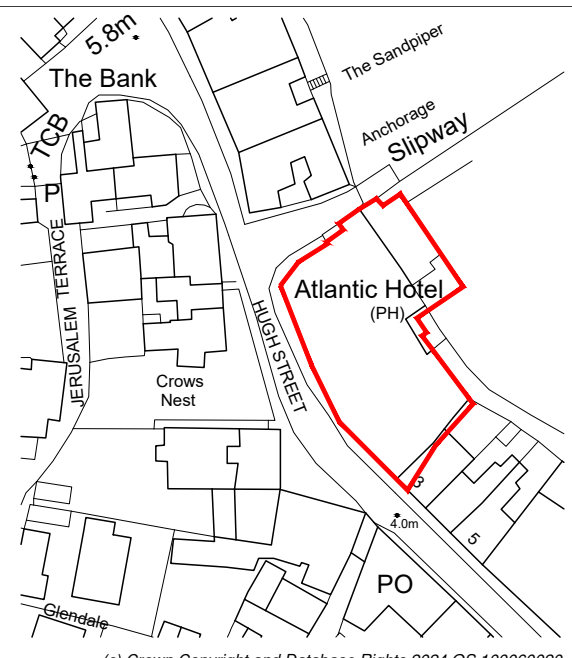 5.8m
The Bank
The Sandpiper
TCB
Anchorage
Slipway
P
JERUSALEM TERRACE
Atlantic Hotel
(PH)
HUGH STREET
Crows
Nest
3
4.0m
5
PO
Glendale